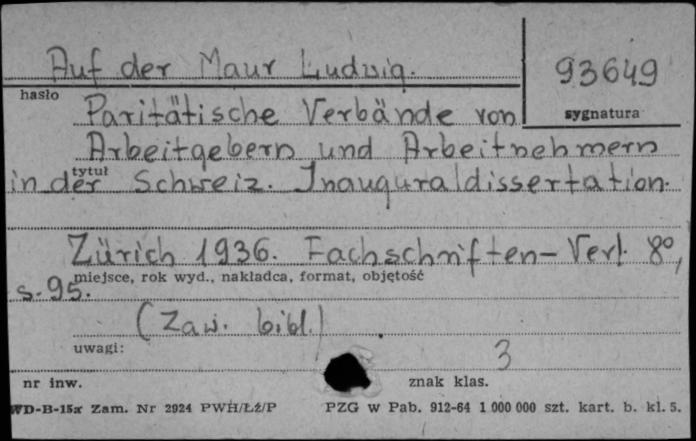 Auf der Maur Ludwig.
93649
hasło
sygnatura
Paritätische Verbände von
Arbeitgebern und Arbeitnehmern
tytuł
in der Schweiz. Inauguraldissertation.
Zürich 1936. Fachschriften-Verl. 8°,
miejsce, rok wyd., nakładca, format, objętość
s. 95.
(Zaw. bibl.)
uwagi:
3
nr inw.
znak klas.
WD-B-15x Zam. Nr 2924 PWH/Łż/P PZG w Pab. 912-64 1 000 000 szt. kart. b. kl. 5.